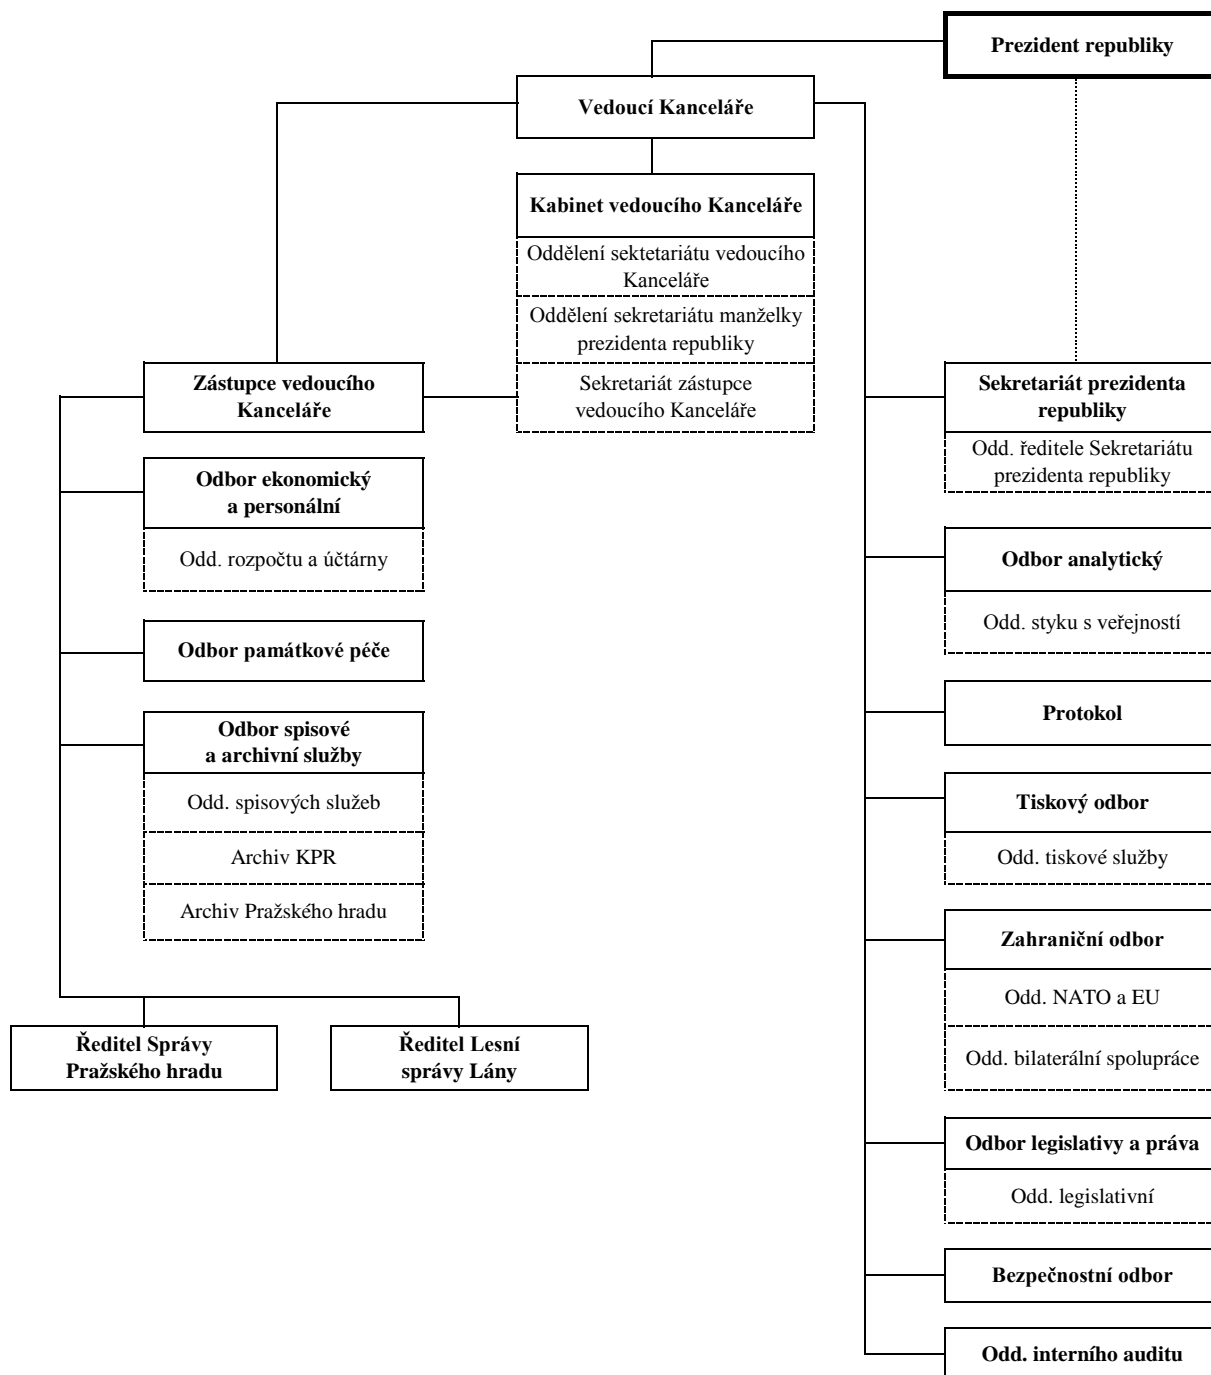 Prezident republiky
Vedoucí Kanceláře
Kabinet vedoucího Kanceláře
Oddělení sektetariátu vedoucího
Kanceláře
Oddělení sekretariátu manželky
prezidenta republiky
Sekretariát zástupce
vedoucího Kanceláře
Zástupce vedoucího
Kanceláře
Odbor ekonomický
a personální
Odd. rozpočtu a účtárny
Odbor památkové péče
Odbor spisové
a archivní služby
Odd. spisových služeb
Archiv KPR
Archiv Pražského hradu
Ředitel Správy
Pražského hradu
Ředitel Lesní
správy Lány
Sekretariát prezidenta
republiky
Odd. ředitele Sekretariátu
prezidenta republiky
Odbor analytický
Odd. styku s veřejností
Protokol
Tiskový odbor
Odd. tiskové služby
Zahraniční odbor
Odd. NATO a EU
Odd. bilaterální spolupráce
Odbor legislativy a práva
Odd. legislativní
Bezpečnostní odbor
Odd. interního auditu